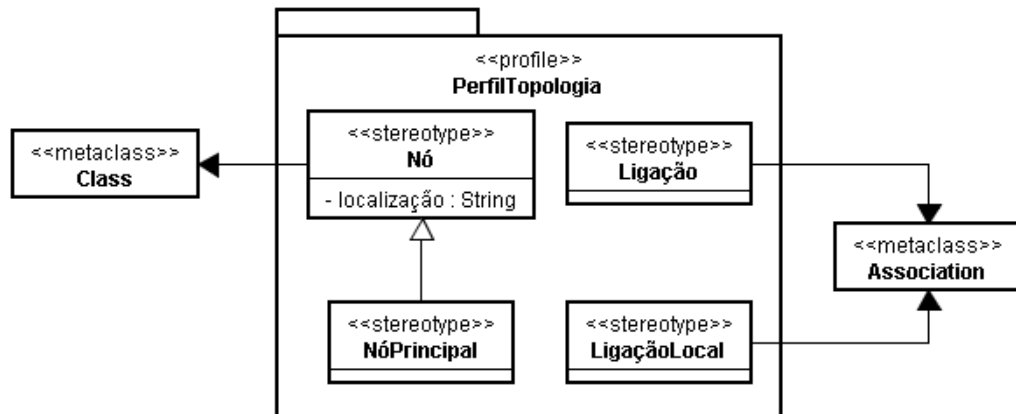 <<profile>>
PerfilTopologia
<<metaclass>>
Class
<<stereotype>>
Nó
- localização : String
<<stereotype>>
Ligação
<<metaclass>>
Association
<<stereotype>>
NóPrincipal
<<stereotype>>
LigaçãoLocal